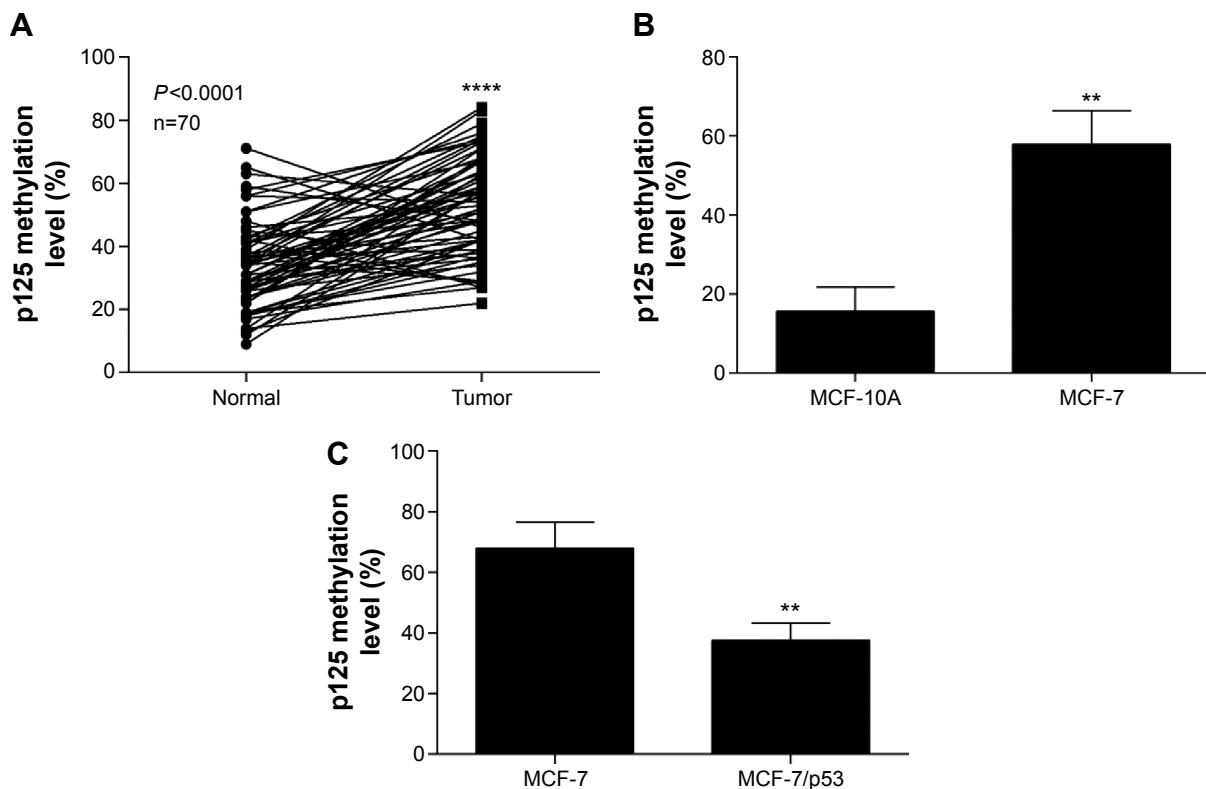 A
p125 methylation
level (%)
100
80
60
40
20
0
P<0.0001
n=70
****
Normal Tumor
B
p125 methylation
level (%)
80
60
40
20
0
**
MCF-10A MCF-7
C
p125 methylation
level (%)
100
80
60
40
20
0
**
MCF-7 MCF-7/p53